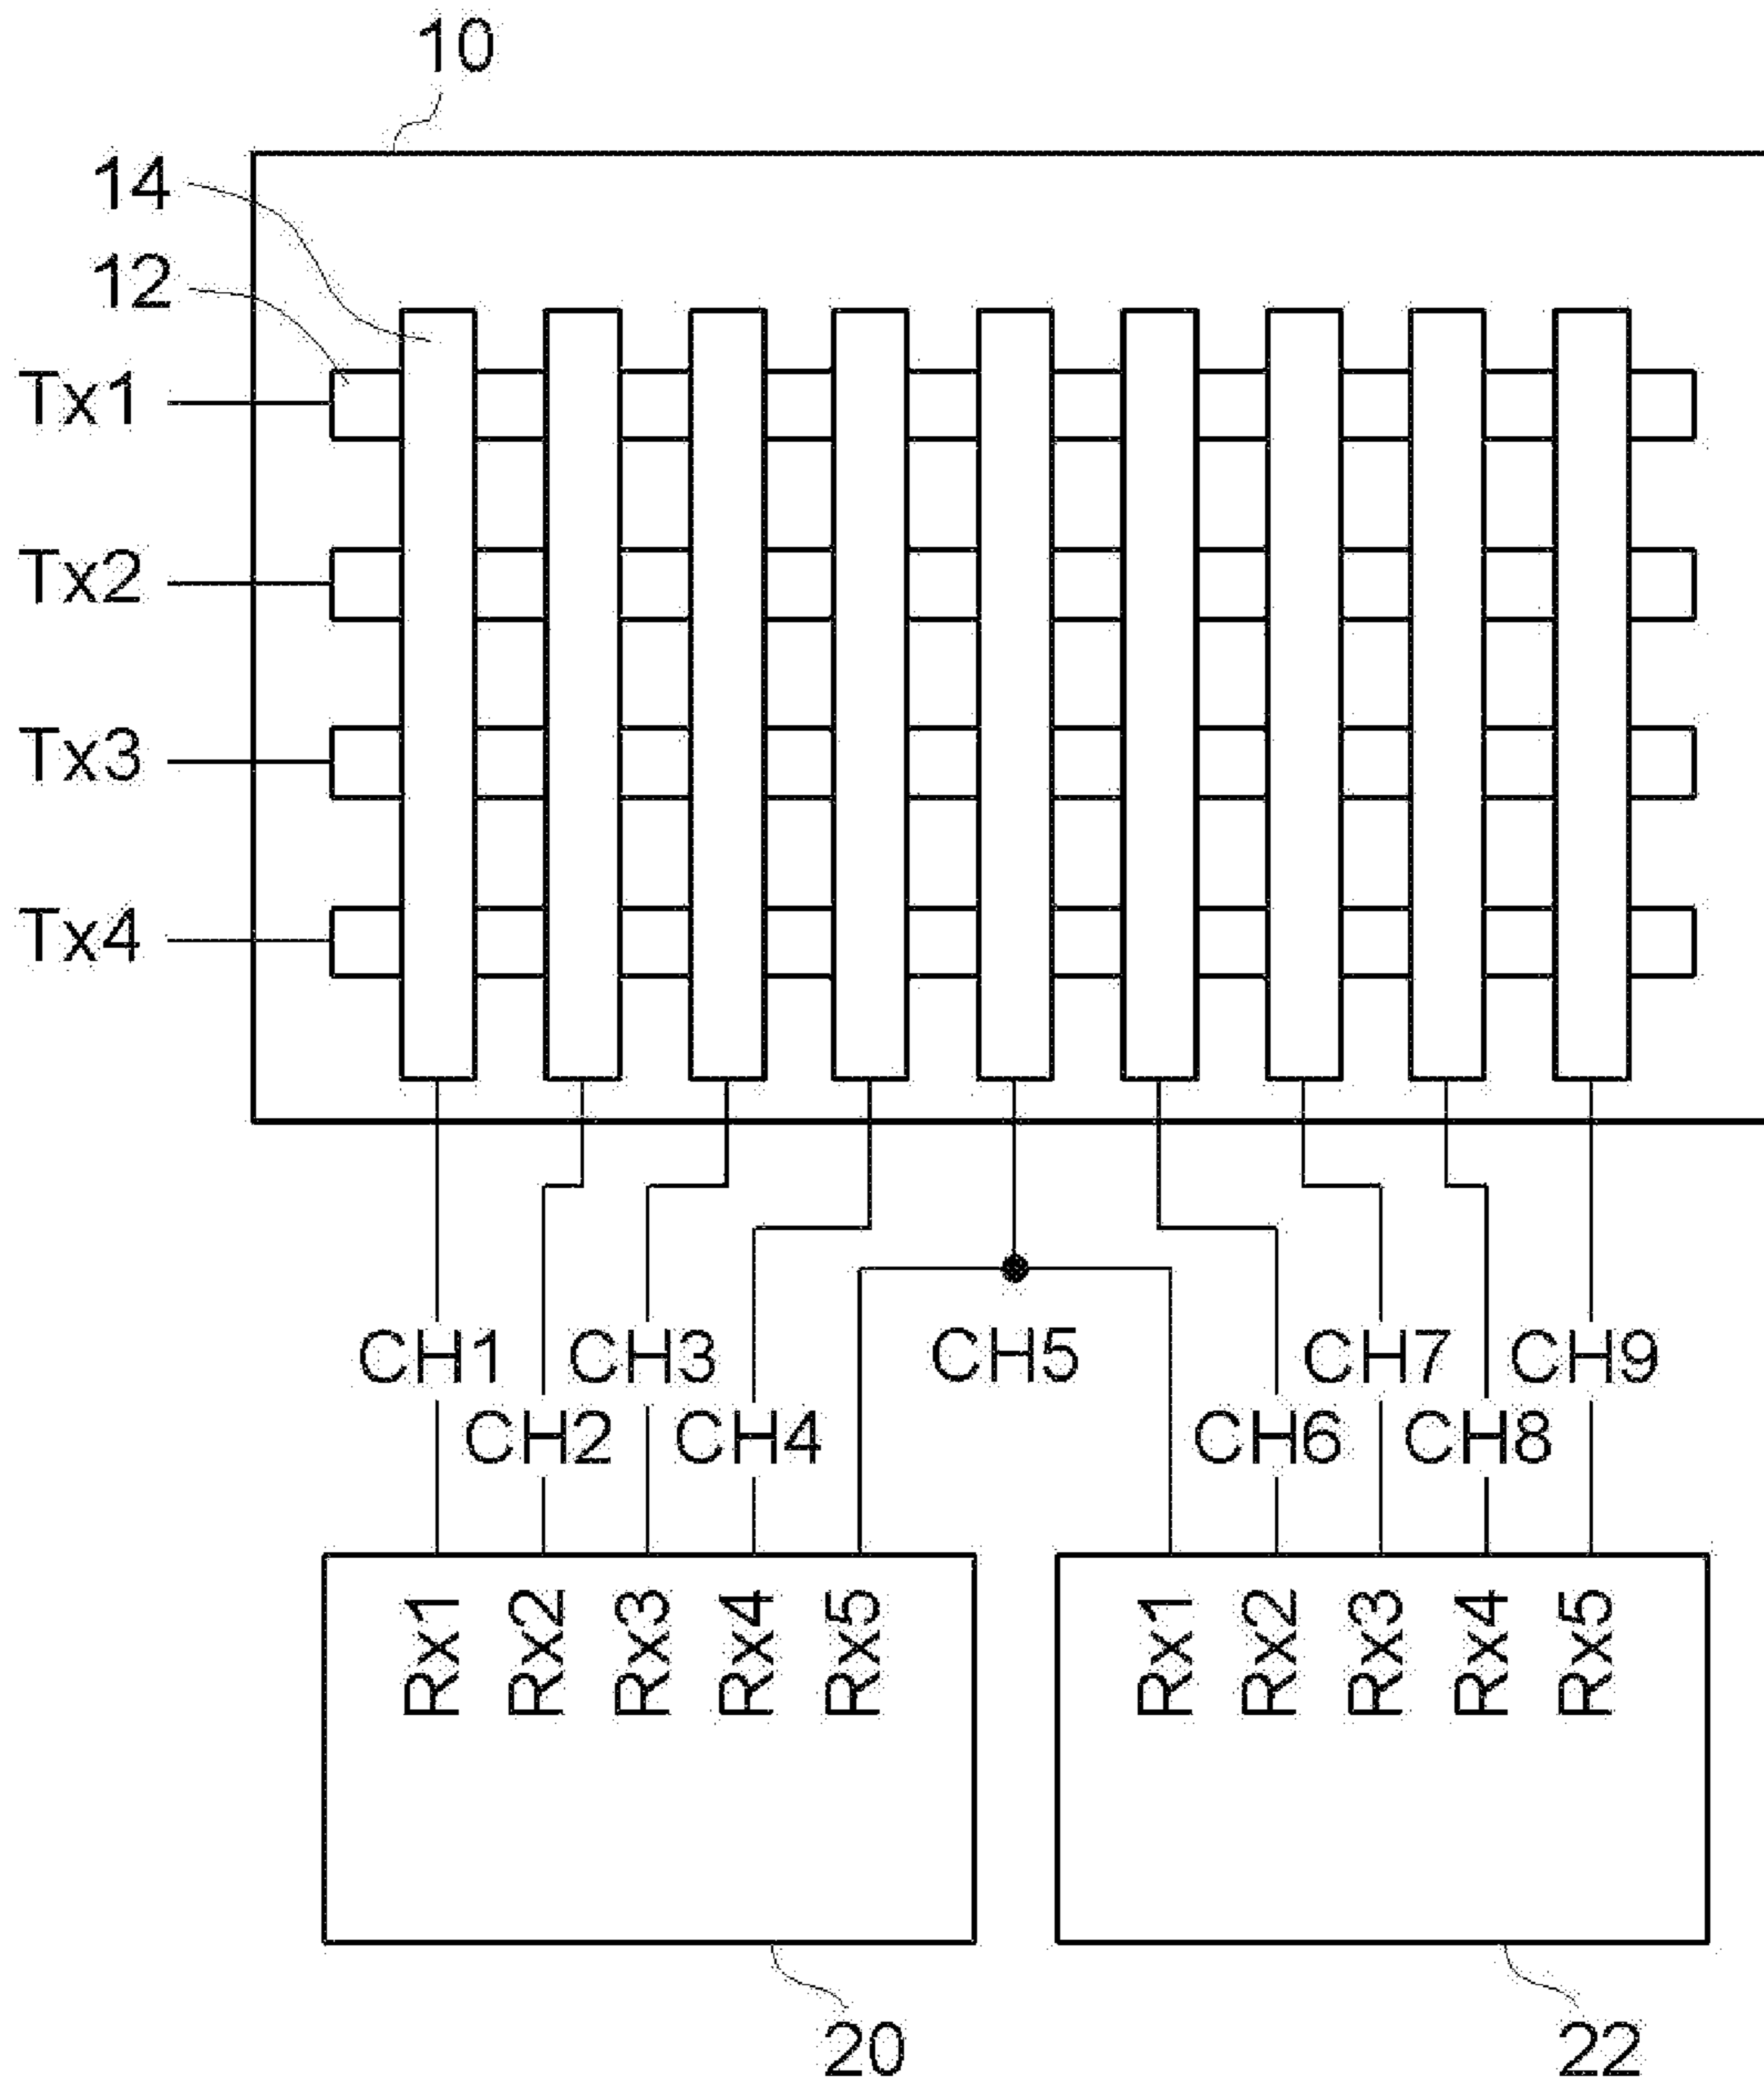 10
14
12
Tx1
Tx2
Tx3
Tx4
CH1 CH3 CH5 CH7 CH9
CH2 CH4 CH6 CH8
Rx1 Rx2 Rx3 Rx4 Rx5 Rx1 Rx2 Rx3 Rx4 Rx5
20 22